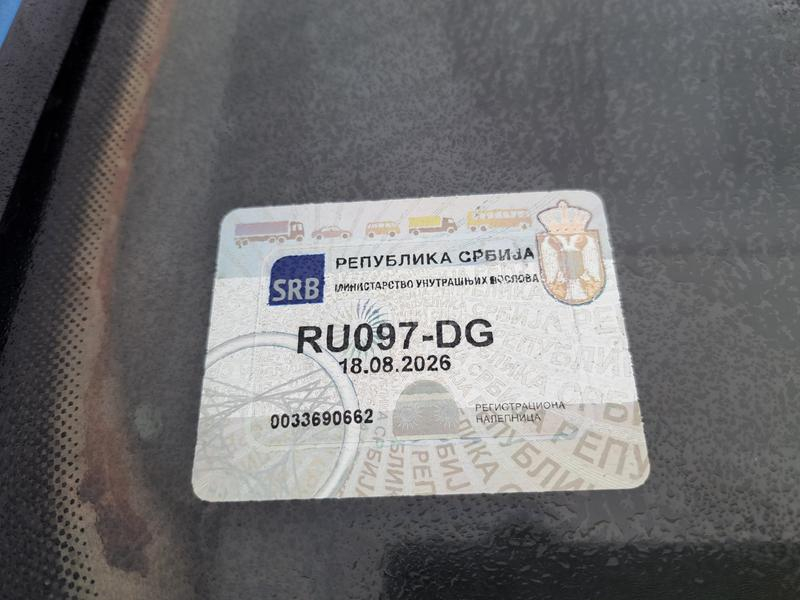 РЕПУБЛИКА СРБИЈА
SRB
МИНИСТАРСТВО УНУТРАШЊИХ ПОСЛОВА
RU097-DG
18.08.2026
0033690662
РЕГИСТРАЦИОНА
НАЛЕПНИЦА